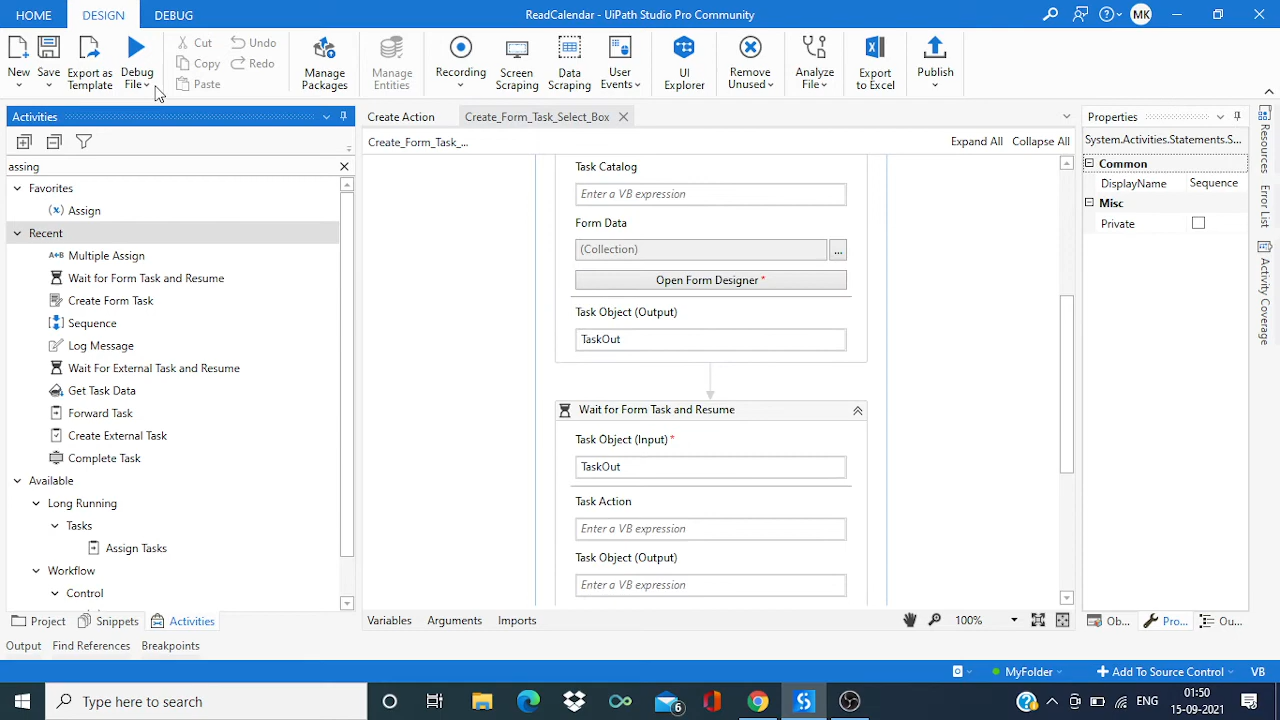 HOME DESIGN DEBUG ReadCalendar - UiPath Studio Pro Community MK
New Save Export as Template Debug File Cut Copy Paste Undo Redo Manage Packages Manage Entities Recording Screen Scraping Data Scraping User Events UI Explorer Remove Unused Analyze File Export to Excel Publish
Activities
assing
Favorites
Assign
Recent
Multiple Assign
Wait for Form Task and Resume
Create Form Task
Sequence
Log Message
Wait For External Task and Resume
Get Task Data
Forward Task
Create External Task
Complete Task
Available
Long Running
Tasks
Assign Tasks
Workflow
Control
Project Snippets Activities
Create Action Create_Form_Task_Select_Box
Create_Form_Task_... Expand All Collapse All
Task Catalog
Enter a VB expression
Form Data
(Collection) ...
Open Form Designer *
Task Object (Output)
TaskOut
Wait for Form Task and Resume
Task Object (Input) *
TaskOut
Task Action
Enter a VB expression
Task Object (Output)
Enter a VB expression
Variables Arguments Imports 100%
Properties
System.Activities.Statements.S...
Common
DisplayName Sequence
Misc
Private
Ob... Pro... Ou...
Resources
Error List
Activity Coverage
Output Find References Breakpoints
MyFolder Add To Source Control VB
Type here to search 6 ENG 01:50
15-09-2021